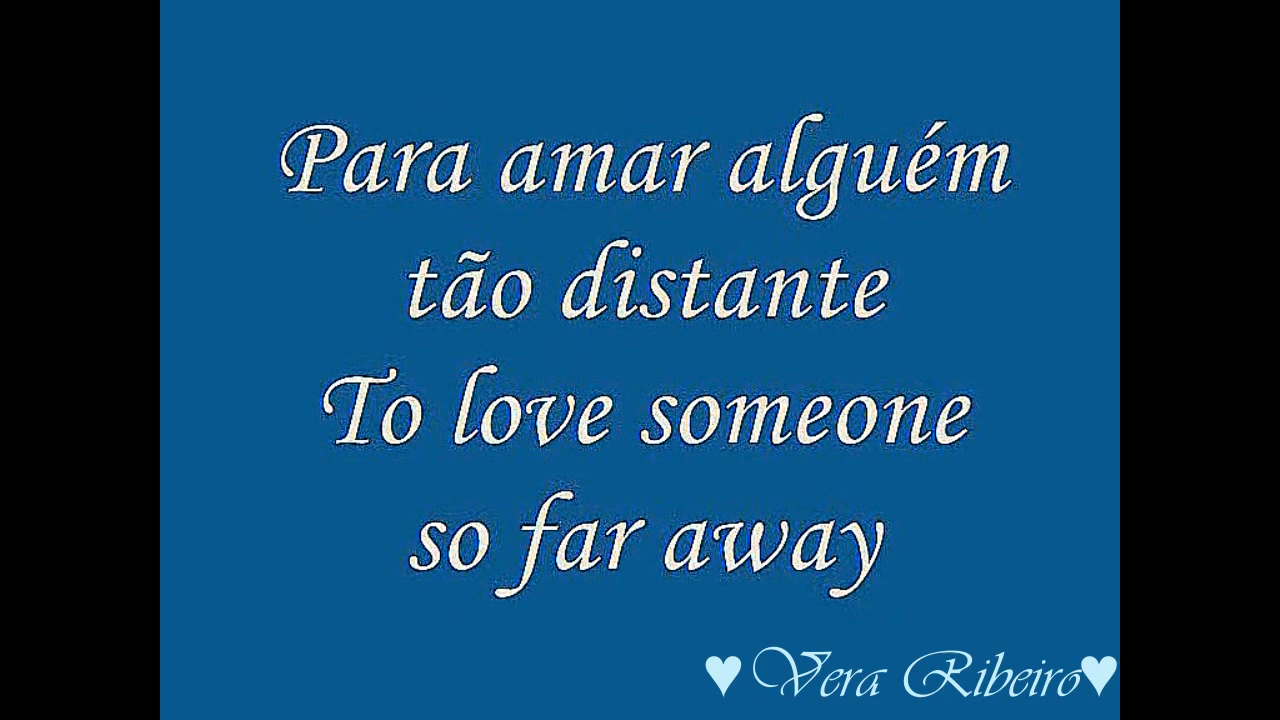 Para amar alguém
tão distante
To love someone
so far away
♥Vera Ribeiro♥